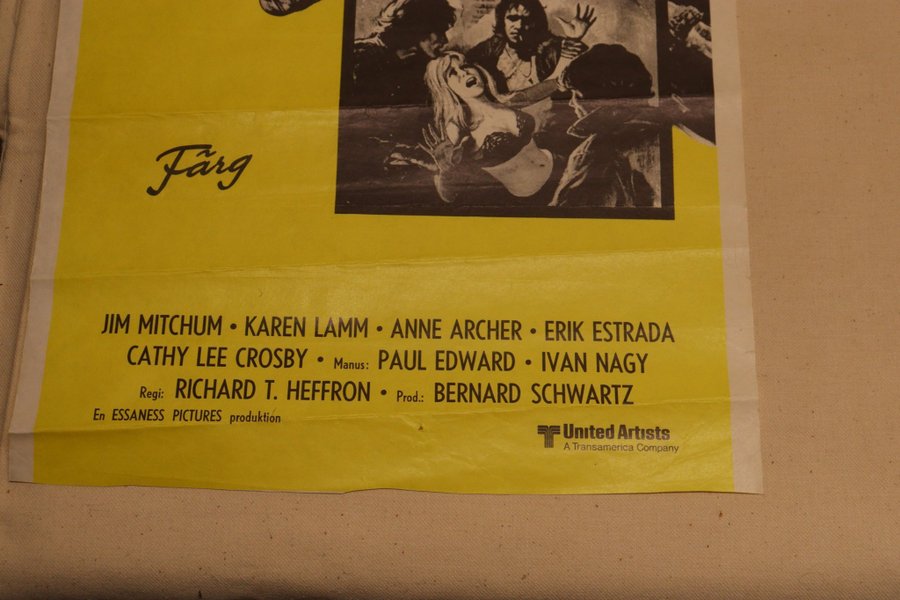 Färg
JIM MITCHUM • KAREN LAMM • ANNE ARCHER • ERIK ESTRADA
CATHY LEE CROSBY • Manus: PAUL EDWARD • IVAN NAGY
Regi: RICHARD T. HEFFRON • Prod.: BERNARD SCHWARTZ
En ESSANESS PICTURES produktion
United Artists
A Transamerica Company